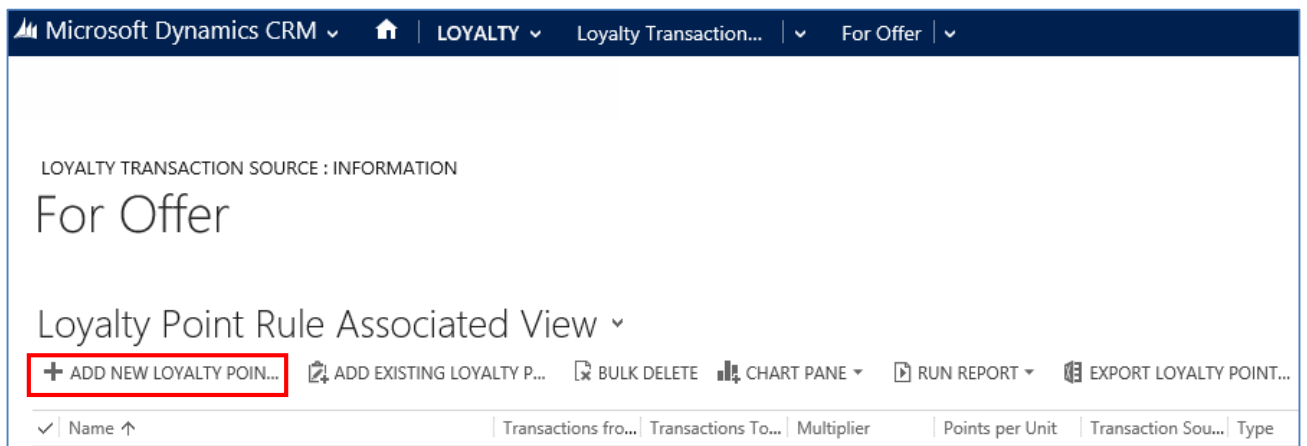 Microsoft Dynamics CRM LOYALTY Loyalty Transaction... For Offer
LOYALTY TRANSACTION SOURCE : INFORMATION
For Offer
Loyalty Point Rule Associated View
ADD NEW LOYALTY POIN... ADD EXISTING LOYALTY P... BULK DELETE CHART PANE RUN REPORT EXPORT LOYALTY POINT...
Name Transactions fro... Transactions To... Multiplier Points per Unit Transaction Sou... Type